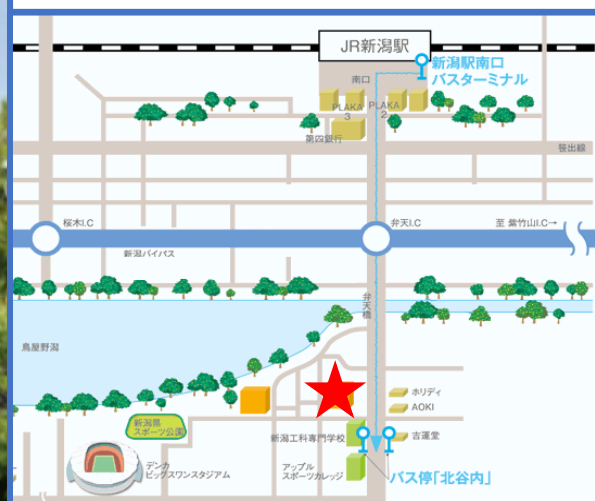 JR新潟駅
新潟駅南口
バスターミナル
南口
PLAKA
3
PLAKA
2
第四銀行
笹出線
桜木I.C
弁天I.C
至 紫竹山I.C→
新潟バイパス
弁天橋
鳥屋野潟
ホリディ
AOKI
新潟県
スポーツ公園
新潟工科専門学校
吉運堂
デンカ
ビッグスワンスタジアム
アップル
スポーツカレッジ
バス停「北谷内」